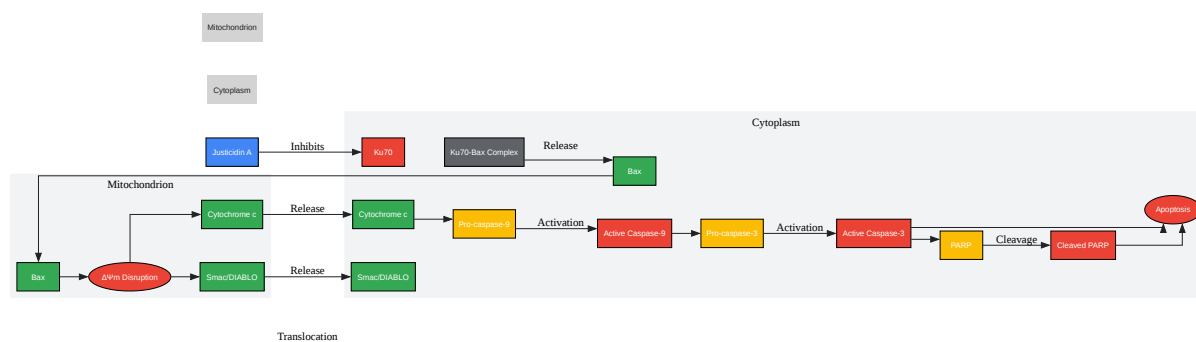 Mitochondrion
Cytoplasm
Cytoplasm
Justicidin A
Inhibits
Ku70
Ku70-Bax Complex
Release
Bax
Mitochondrion
Cytochrome c
Release
Cytochrome c
Pro-caspase-9
Activation
Active Caspase-9
Pro-caspase-3
Activation
Active Caspase-3
PARP
Cleavage
Cleaved PARP
Apoptosis
Bax
ΔΨm Disruption
Smac/DIABLO
Release
Smac/DIABLO
Translocation